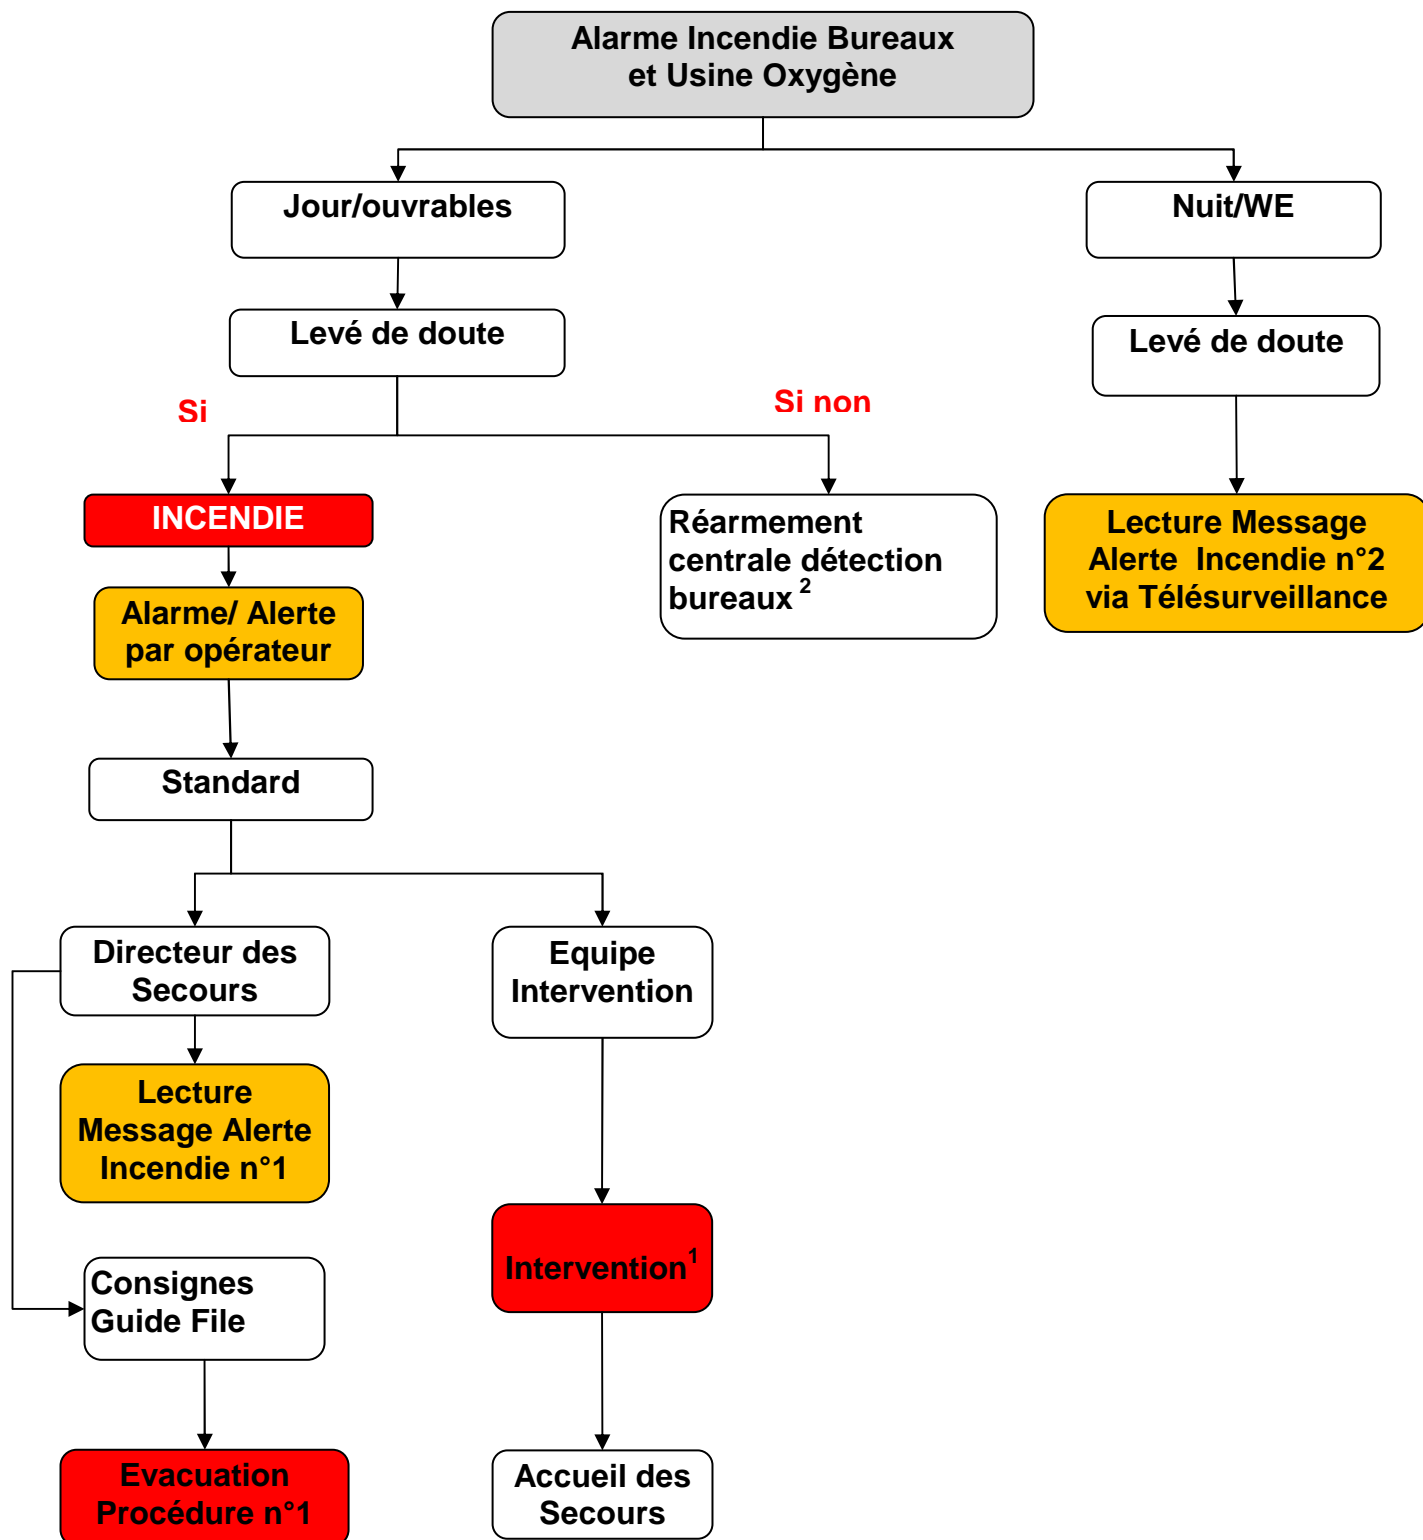 Alarme Incendie Bureaux
et Usine Oxygène
Jour/ouvrables
Nuit/WE
Levé de doute
Levé de doute
Si
Si non
INCENDIE
Réarmement
centrale détection
bureaux 2
Lecture Message
Alerte Incendie n°2
via Télésurveillance
Alarme/ Alerte
par opérateur
Standard
Directeur des
Secours
Equipe
Intervention
Lecture
Message Alerte
Incendie n°1
Intervention1
Consignes
Guide File
Evacuation
Procédure n°1
Accueil des
Secours